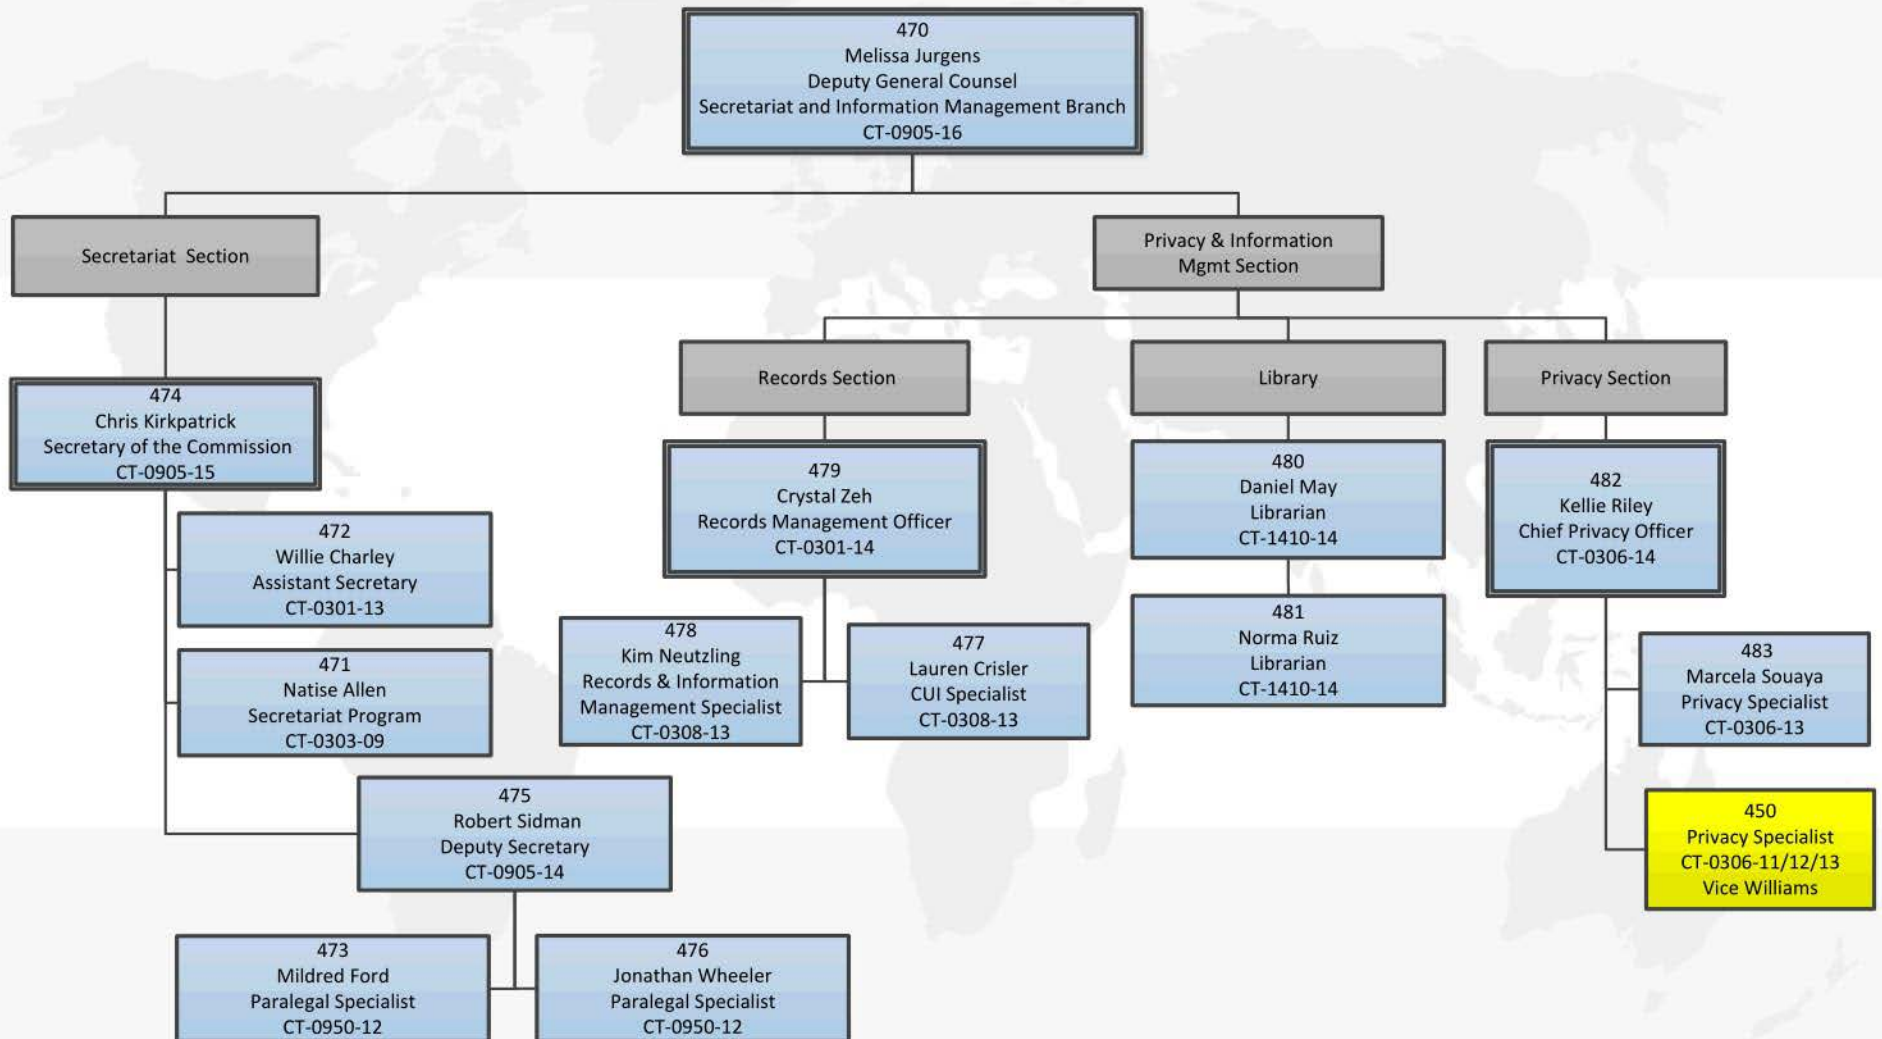 470
Melissa Jurgens
Deputy General Counsel
Secretariat and Information Management Branch
CT-0905-16
Secretariat Section
Privacy & Information
Mgmt Section
474
Chris Kirkpatrick
Secretary of the Commission
CT-0905-15
472
Willie Charley
Assistant Secretary
CT-0301-13
471
Natise Allen
Secretariat Program
CT-0303-09
475
Robert Sidman
Deputy Secretary
CT-0905-14
473
Mildred Ford
Paralegal Specialist
CT-0950-12
476
Jonathan Wheeler
Paralegal Specialist
CT-0950-12
Records Section
479
Crystal Zeh
Records Management Officer
CT-0301-14
478
Kim Neutzling
Records & Information
Management Specialist
CT-0308-13
477
Lauren Crisler
CUI Specialist
CT-0308-13
Library
480
Daniel May
Librarian
CT-1410-14
481
Norma Ruiz
Librarian
CT-1410-14
Privacy Section
482
Kellie Riley
Chief Privacy Officer
CT-0306-14
483
Marcela Souaya
Privacy Specialist
CT-0306-13
450
Privacy Specialist
CT-0306-11/12/13
Vice Williams